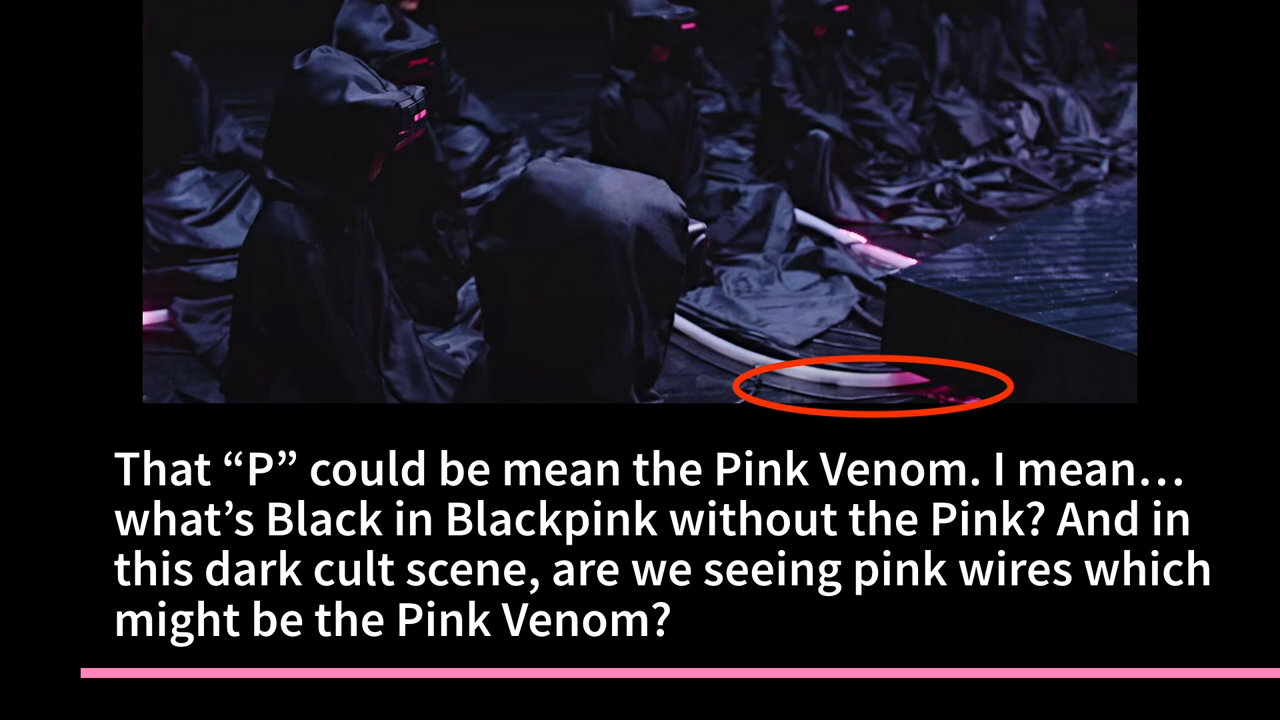 That “P” could be mean the Pink Venom. I mean…
what’s Black in Blackpink without the Pink? And in
this dark cult scene, are we seeing pink wires which
might be the Pink Venom?